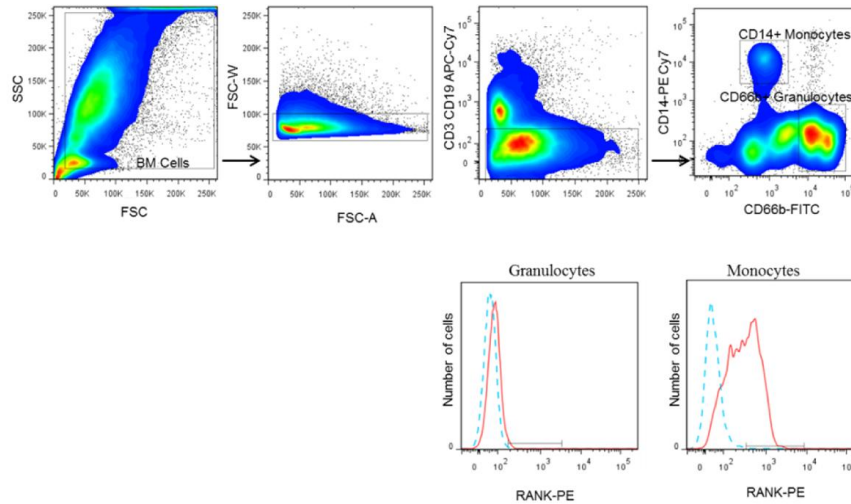 SSC
250K
200K
150K
100K
50K
0
BM Cells
0 50K 100K 150K 200K 250K
FSC
FSC-W
250K
200K
150K
100K
50K
0
0 50K 100K 150K 200K 250K
FSC-A
CD3 CD19 APC-Cy7
10⁵
10⁴
10³
10²
0
0 50K 100K 150K 200K 250K
CD14-PE Cy7
10⁵
10⁴
10³
10²
0
CD14+ Monocytes
CD66b+ Granulocytes
0 10² 10³ 10⁴ 10⁵
CD66b-FITC
Granulocytes
Number of cells
0
0 10² 10³ 10⁴ 10⁵
RANK-PE
Monocytes
Number of cells
0
0 10² 10³ 10⁴
RANK-PE